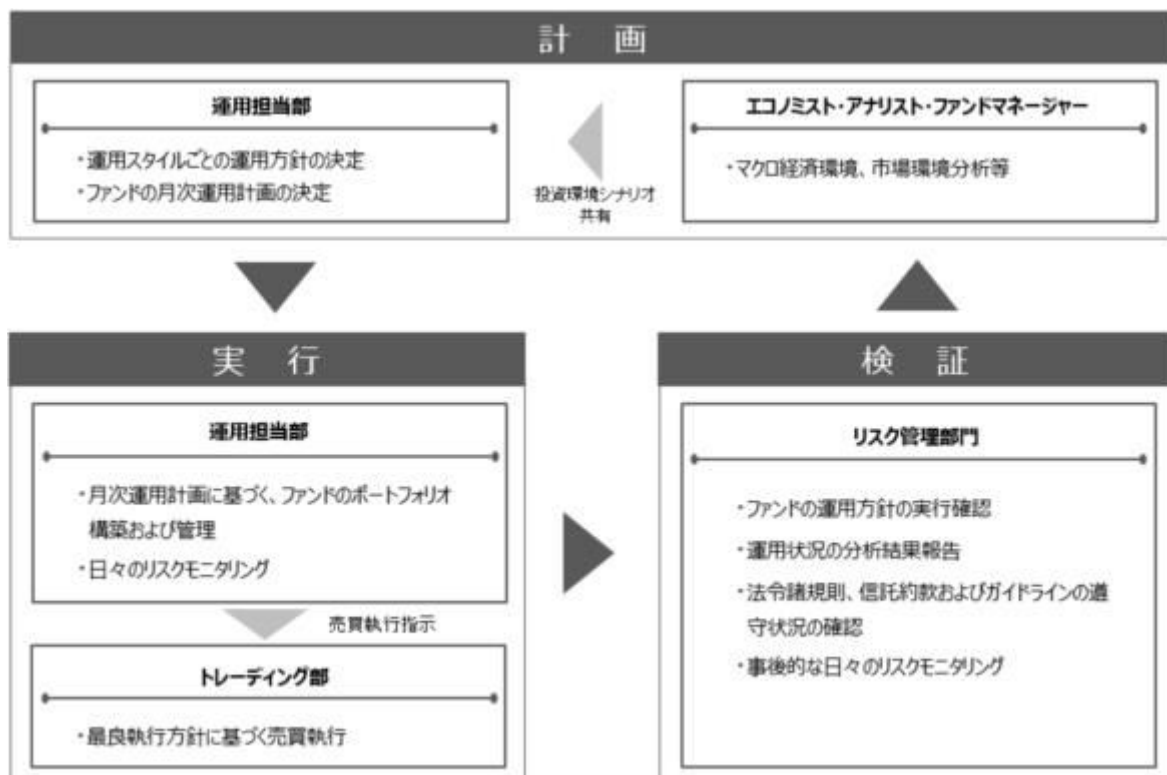 計 画
運用担当部
・運用スタイルごとの運用方針の決定
・ファンドの月次運用計画の決定
投資環境シナリオ
共有
エコノミスト・アナリスト・ファンドマネージャー
・マクロ経済環境、市場環境分析等
実 行
運用担当部
・月次運用計画に基づく、ファンドのポートフォリオ
構築および管理
・日々のリスクモニタリング
売買執行指示
トレーディング部
・最良執行方針に基づく売買執行
検 証
リスク管理部門
・ファンドの運用方針の実行確認
・運用状況の分析結果報告
・法令諸規則、信託約款およびガイドラインの遵
守状況の確認
・事後的な日々のリスクモニタリング